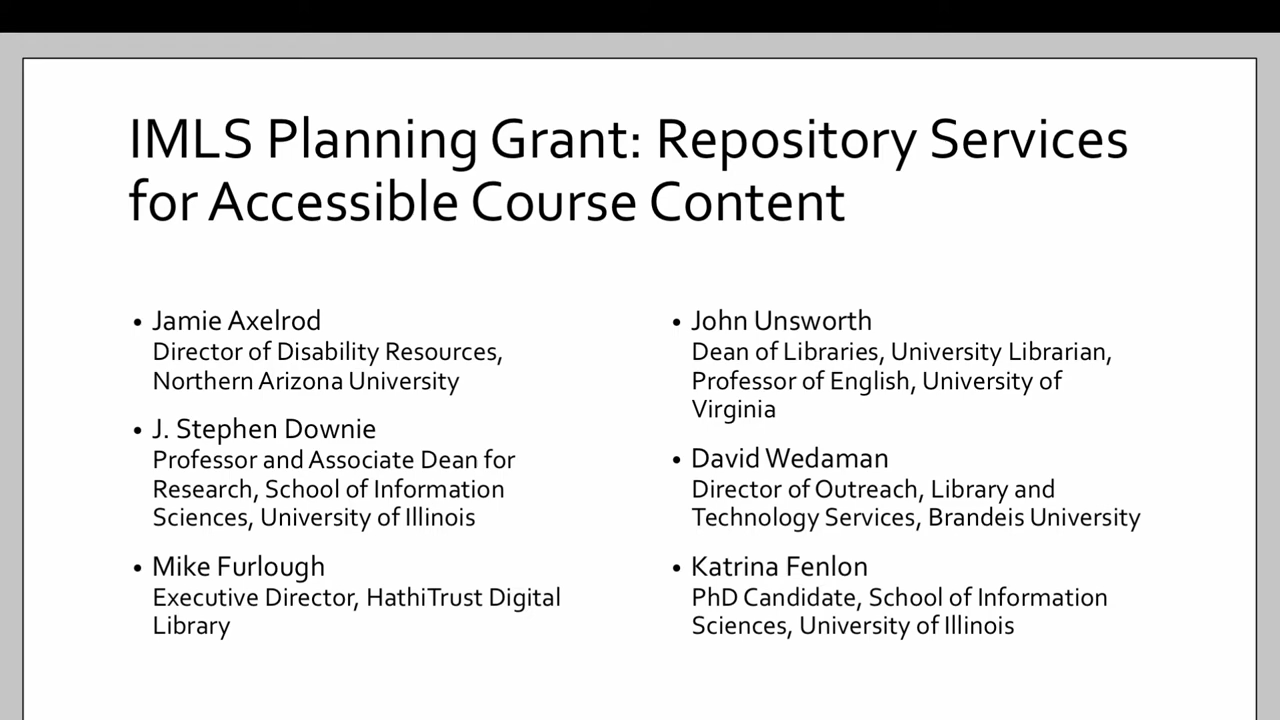 IMLS Planning Grant: Repository Services
for Accessible Course Content
• Jamie Axelrod
Director of Disability Resources,
Northern Arizona University
• J. Stephen Downie
Professor and Associate Dean for
Research, School of Information
Sciences, University of Illinois
• Mike Furlough
Executive Director, HathiTrust Digital
Library
• John Unsworth
Dean of Libraries, University Librarian,
Professor of English, University of
Virginia
• David Wedaman
Director of Outreach, Library and
Technology Services, Brandeis University
• Katrina Fenlon
PhD Candidate, School of Information
Sciences, University of Illinois